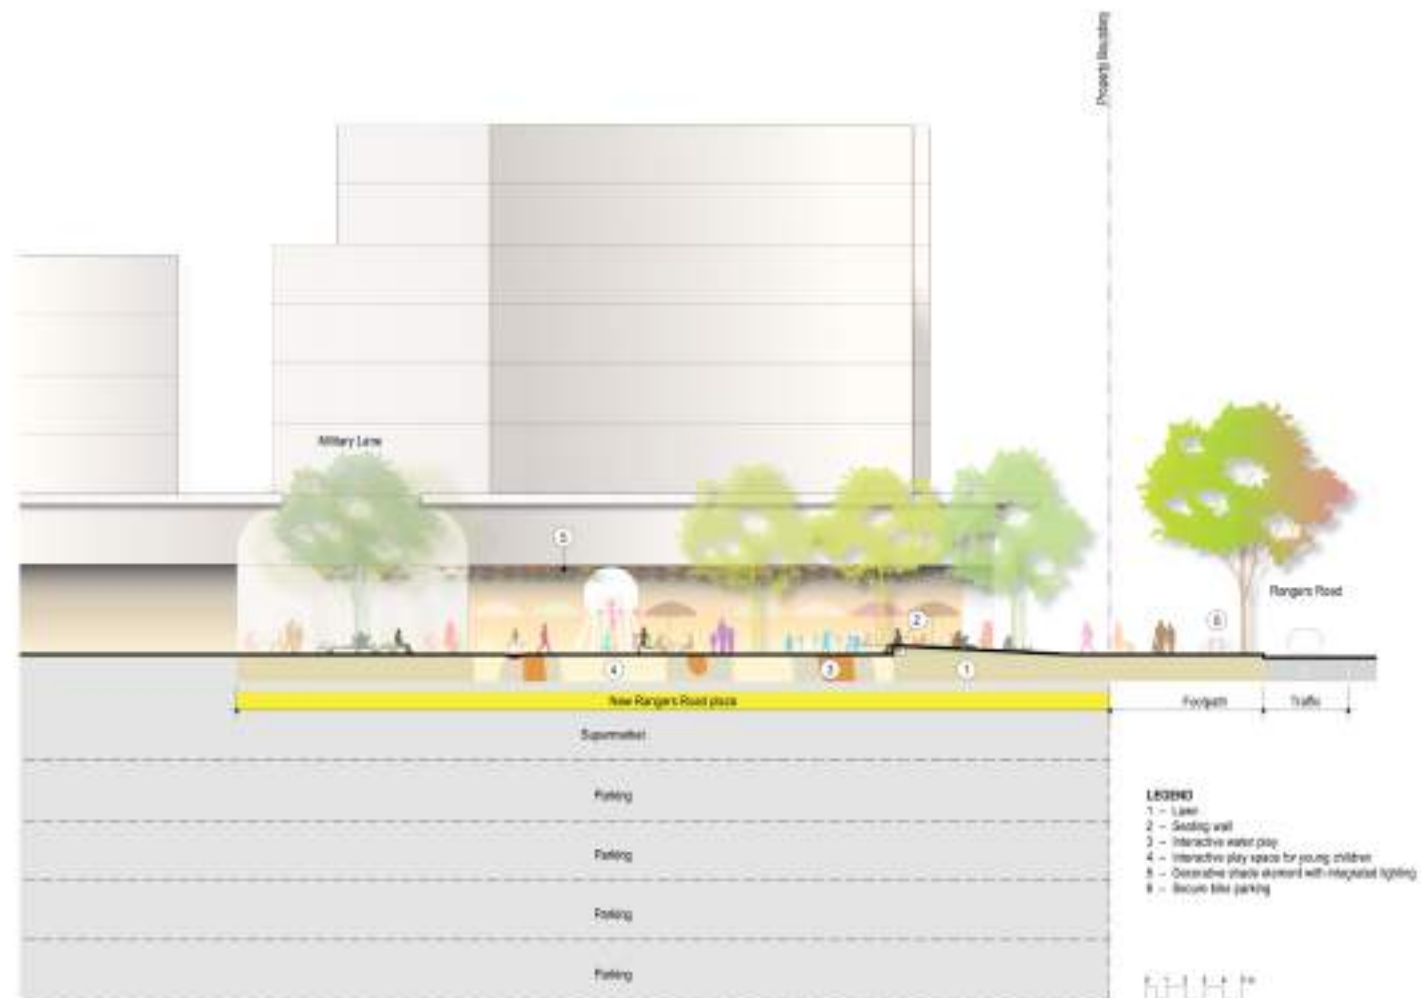 Property Boundary
Military Lane
5
2
6
Rangers Road
4
3
1
New Rangers Road plaza
Footpath
Traffic
Supermarket
Parking
Parking
Parking
Parking
LEGEND
1 – Lawn
2 – Seating wall
3 – Interactive water play
4 – Interactive play space for young children
5 – Decorative shade element with integrated lighting
6 – Secure bike parking